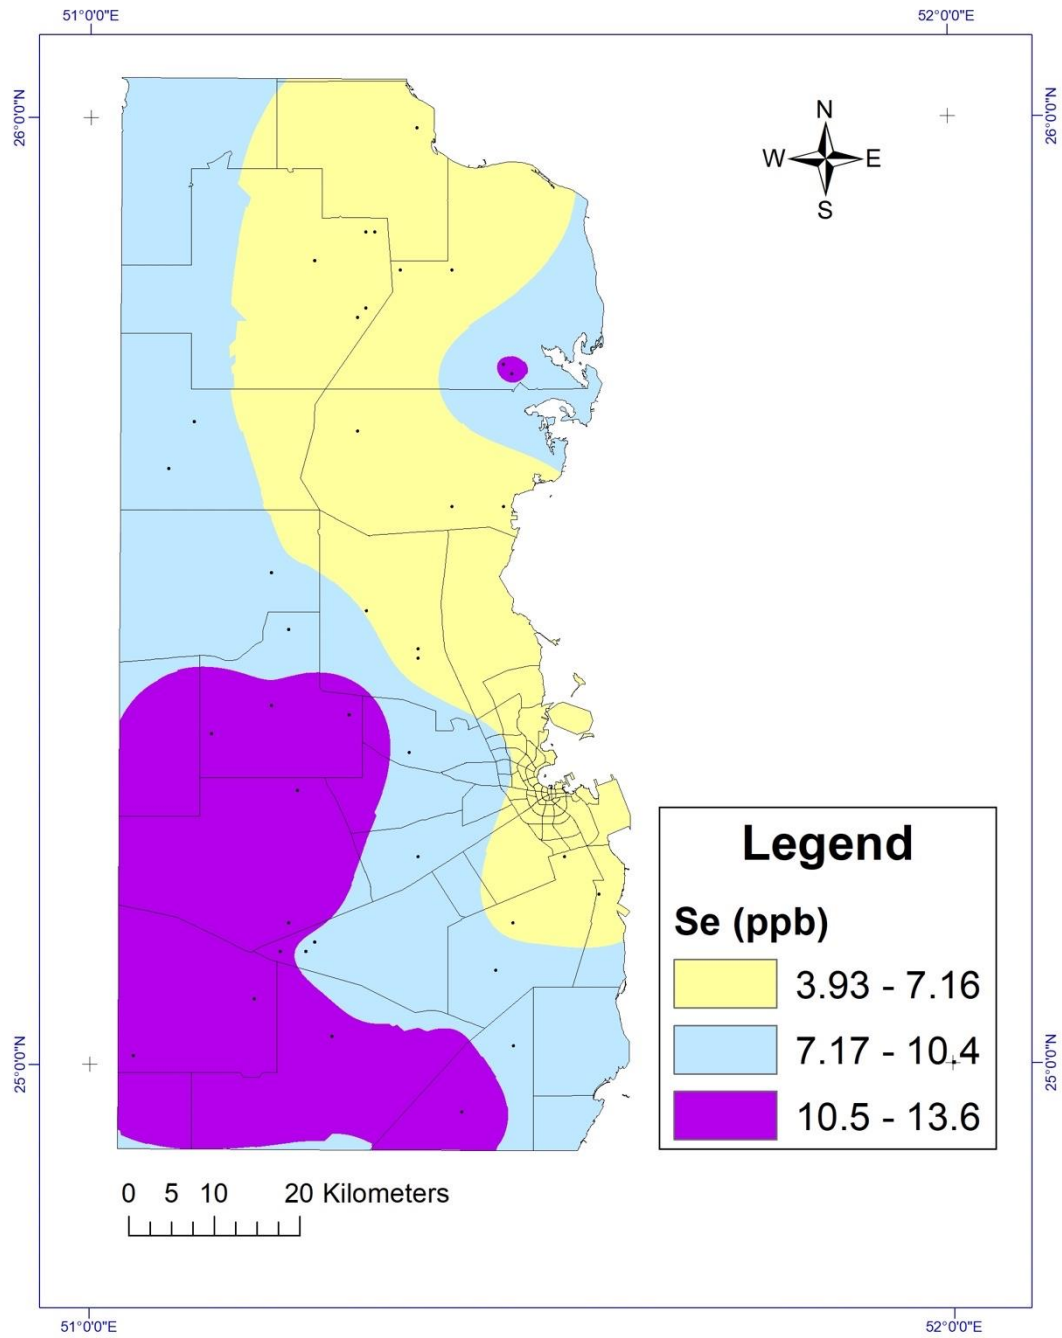 51°0'0"E 52°0'0"E
26°0'0"N 26°0'0"N
N
W E
S
Legend
Se (ppb)
3.93 - 7.16
7.17 - 10.4
10.5 - 13.6
25°0'0"N 25°0'0"N
0 5 10 20 Kilometers
51°0'0"E 52°0'0"E